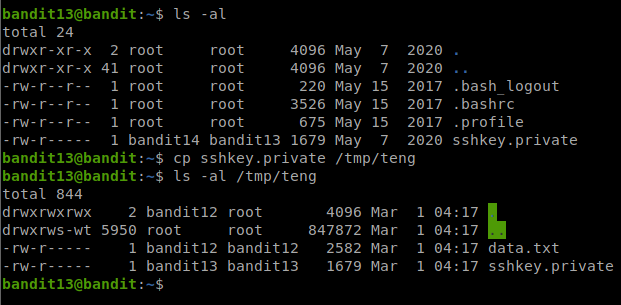 bandit13@bandit:~$ ls -al
total 24
drwxr-xr-x  2 root     root     4096 May  7  2020 .
drwxr-xr-x 41 root     root     4096 May  7  2020 ..
-rw-r--r--  1 root     root      220 May 15  2017 .bash_logout
-rw-r--r--  1 root     root     3526 May 15  2017 .bashrc
-rw-r--r--  1 root     root      675 May 15  2017 .profile
-rw-r-----  1 bandit14 bandit13 1679 May  7  2020 sshkey.private
bandit13@bandit:~$ cp sshkey.private /tmp/teng
bandit13@bandit:~$ ls -al /tmp/teng
total 844
drwxrwxrwx    2 bandit12 root       4096 Mar  1 04:17 .
drwxrws-wt 5950 root     root     847872 Mar  1 04:17 ..
-rw-r-----    1 bandit12 bandit12   2582 Mar  1 04:17 data.txt
-rw-r-----    1 bandit13 bandit13   1679 Mar  1 04:17 sshkey.private
bandit13@bandit:~$